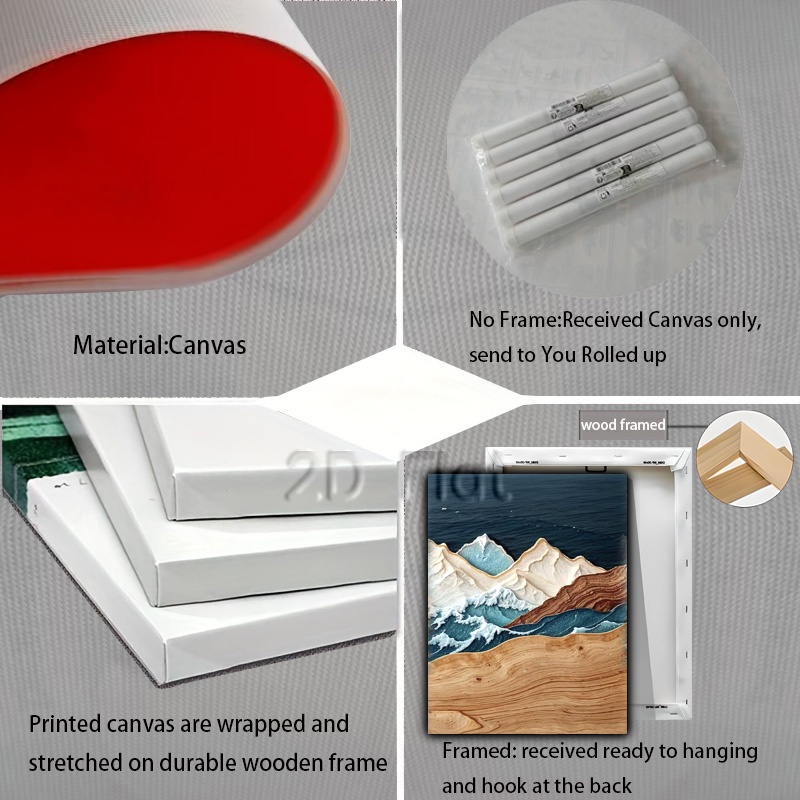 Material:Canvas
No Frame:Received Canvas only,
send to You Rolled up
2D Flat
wood framed
Printed canvas are wrapped and
stretched on durable wooden frame
Framed: received ready to hanging
and hook at the back